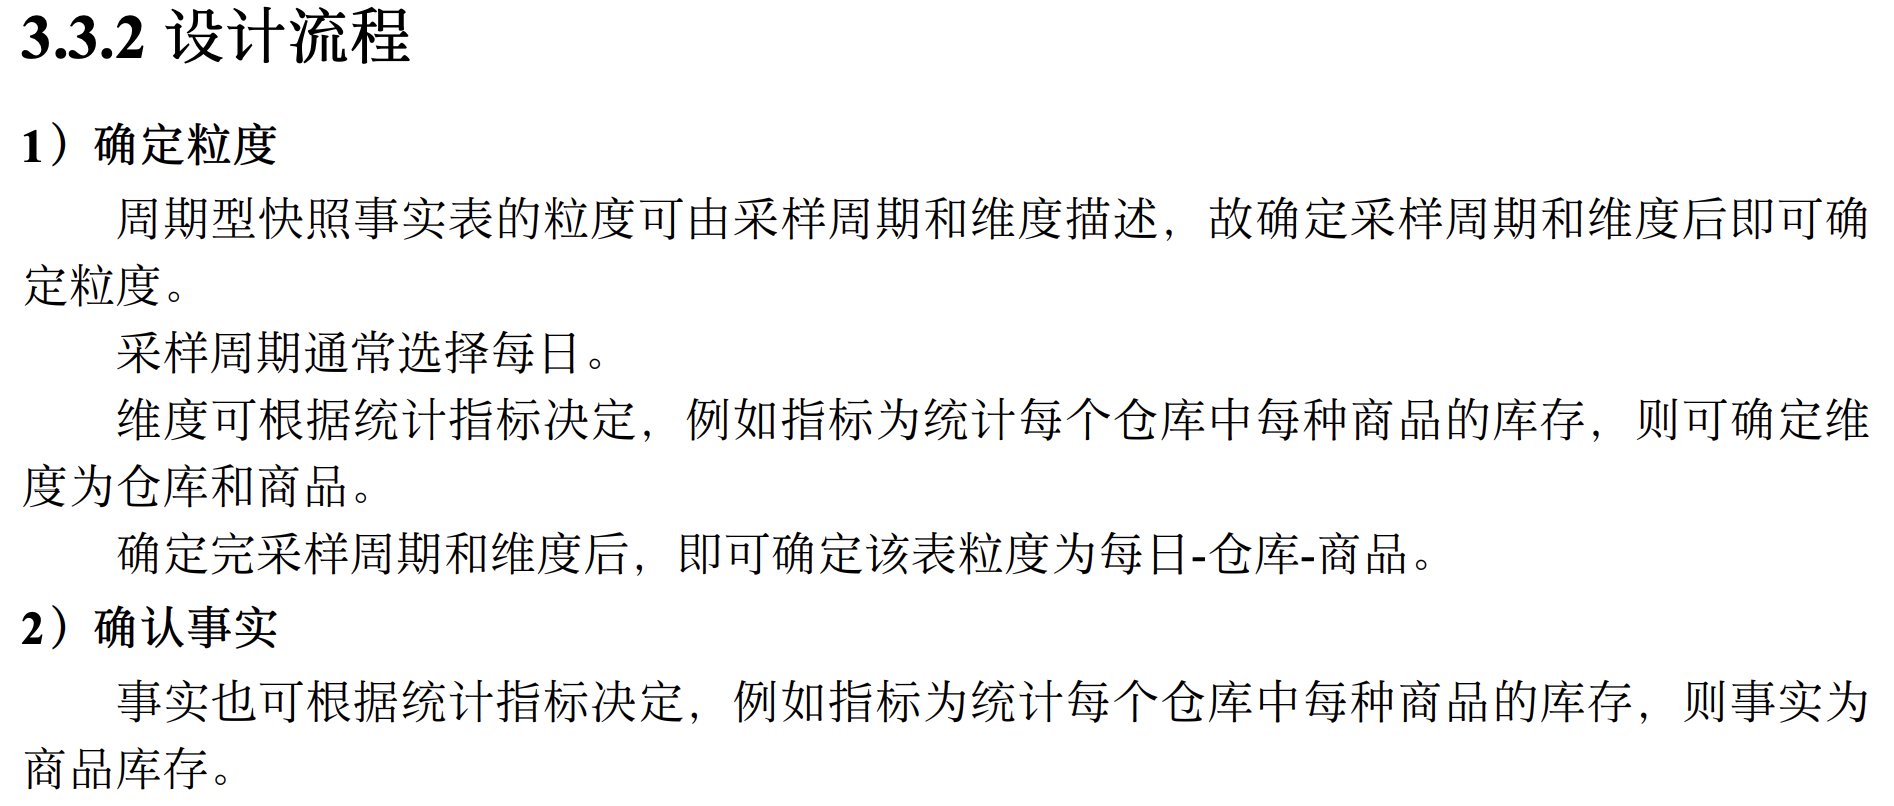 3.3.2 设计流程
1）确定粒度
周期型快照事实表的粒度可由采样周期和维度描述，故确定采样周期和维度后即可确
定粒度。
采样周期通常选择每日。
维度可根据统计指标决定，例如指标为统计每个仓库中每种商品的库存，则可确定维
度为仓库和商品。
确定完采样周期和维度后，即可确定该表粒度为每日-仓库-商品。
2）确认事实
事实也可根据统计指标决定，例如指标为统计每个仓库中每种商品的库存，则事实为
商品库存。